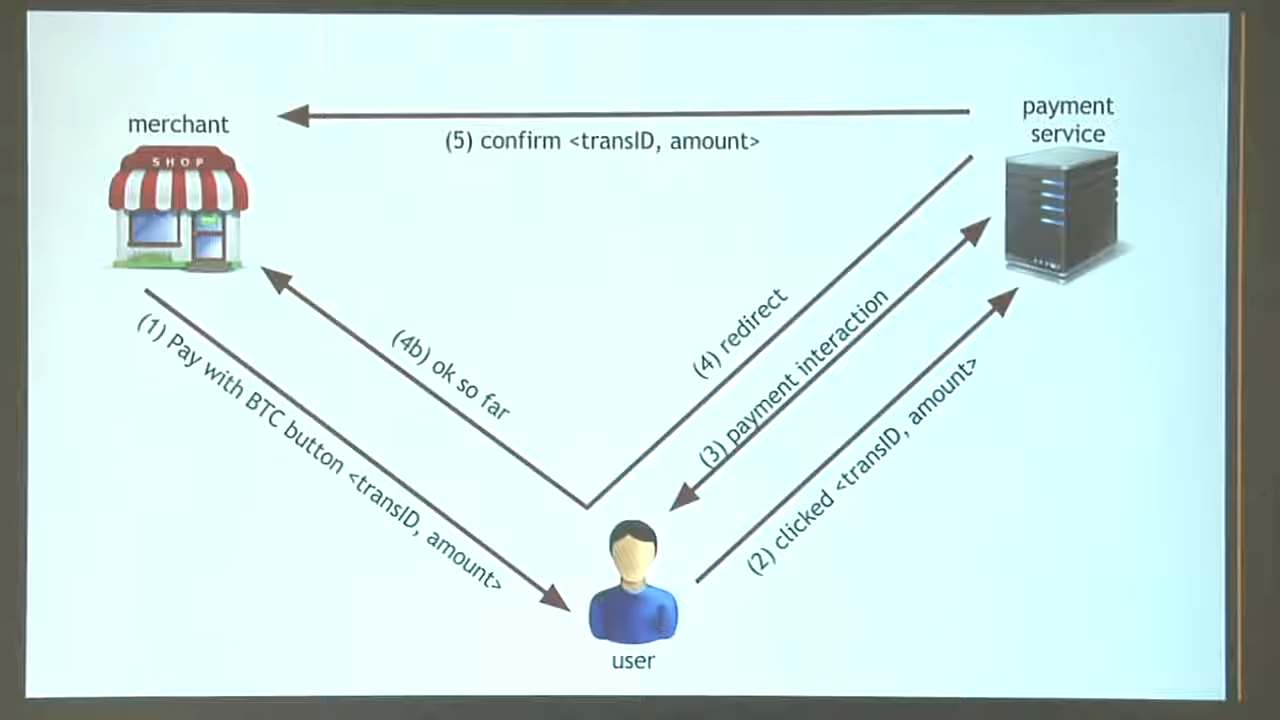 merchant
SHOP
payment
service
(5) confirm <transID, amount>
(1) Pay with BTC button <transID, amount>
(4b) ok so far
(4) redirect
(3) payment interaction
(2) clicked <transID, amount>
user